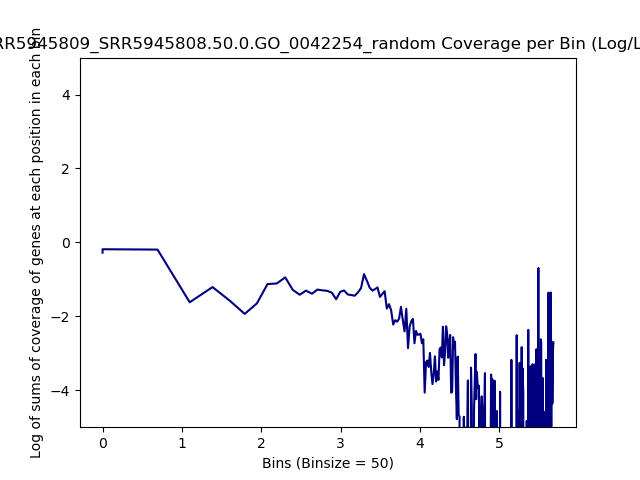 RR5945809_SRR5945808.50.0.GO_0042254_random Coverage per Bin (Log/L
Log of sums of coverage of genes at each position in each bin
4
2
0
−2
−4
0 1 2 3 4 5
Bins (Binsize = 50)